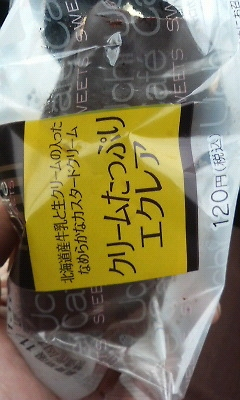 Uchi Café
SWEETS
北海道産牛乳と生クリームの入った
なめらかなカスタードクリーム
クリームたっぷり
エクレア
120円(税込)